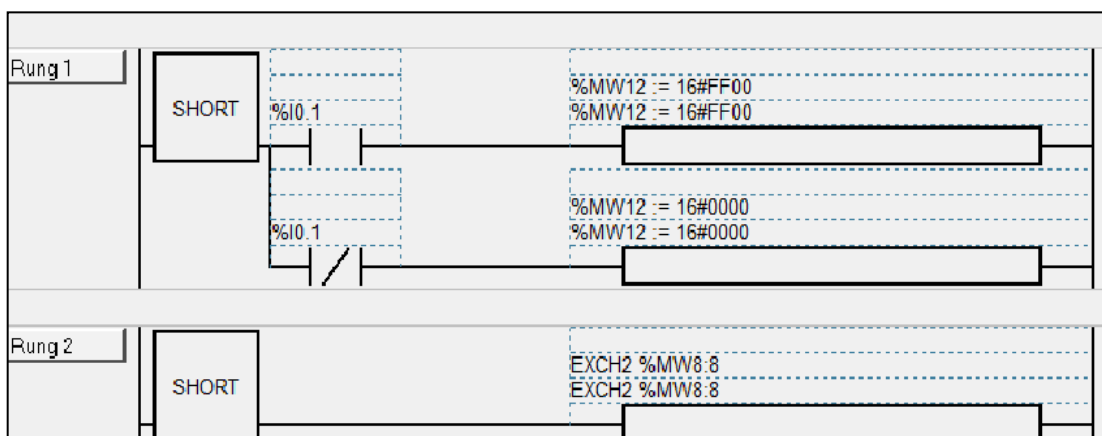 Rung 1
SHORT
%I0.1
%MW12 := 16#FF00
%MW12 := 16#FF00
%I0.1
%MW12 := 16#0000
%MW12 := 16#0000
Rung 2
SHORT
EXCH2 %MW8:8
EXCH2 %MW8:8